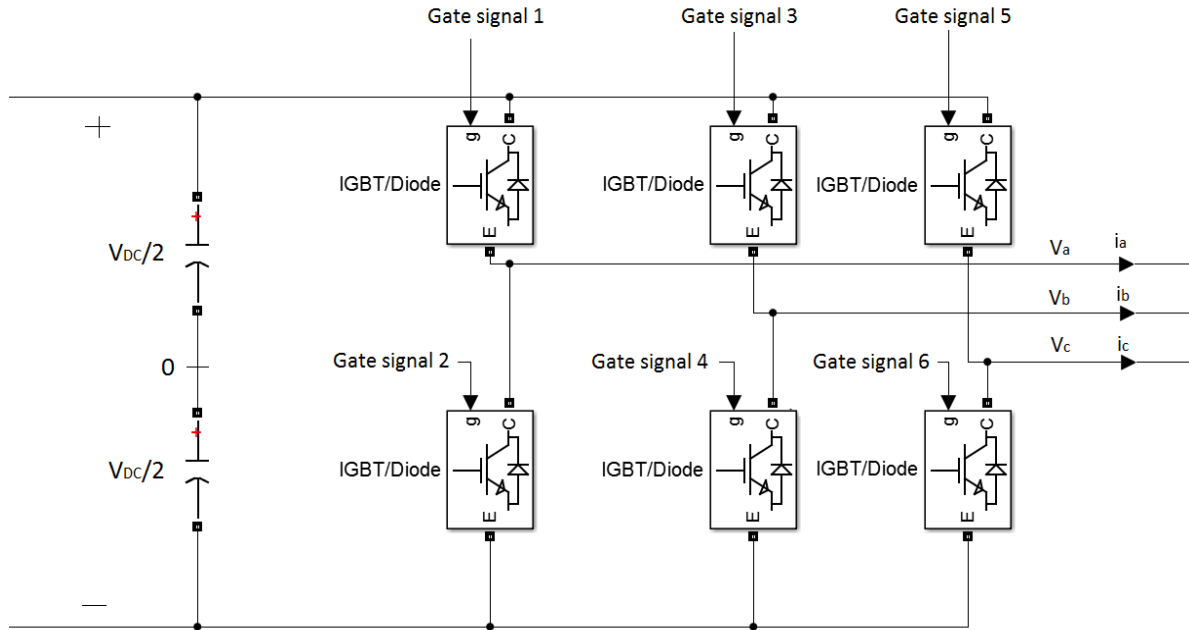 Gate signal 1
Gate signal 3
Gate signal 5
+
g
C
g
C
g
C
IGBT/Diode
IGBT/Diode
IGBT/Diode
+
E
E
E
VDC/2
Va
ia
Vb
ib
Vc
ic
0
Gate signal 2
Gate signal 4
Gate signal 6
g
C
g
C
g
C
+
VDC/2
IGBT/Diode
IGBT/Diode
IGBT/Diode
E
E
E
—